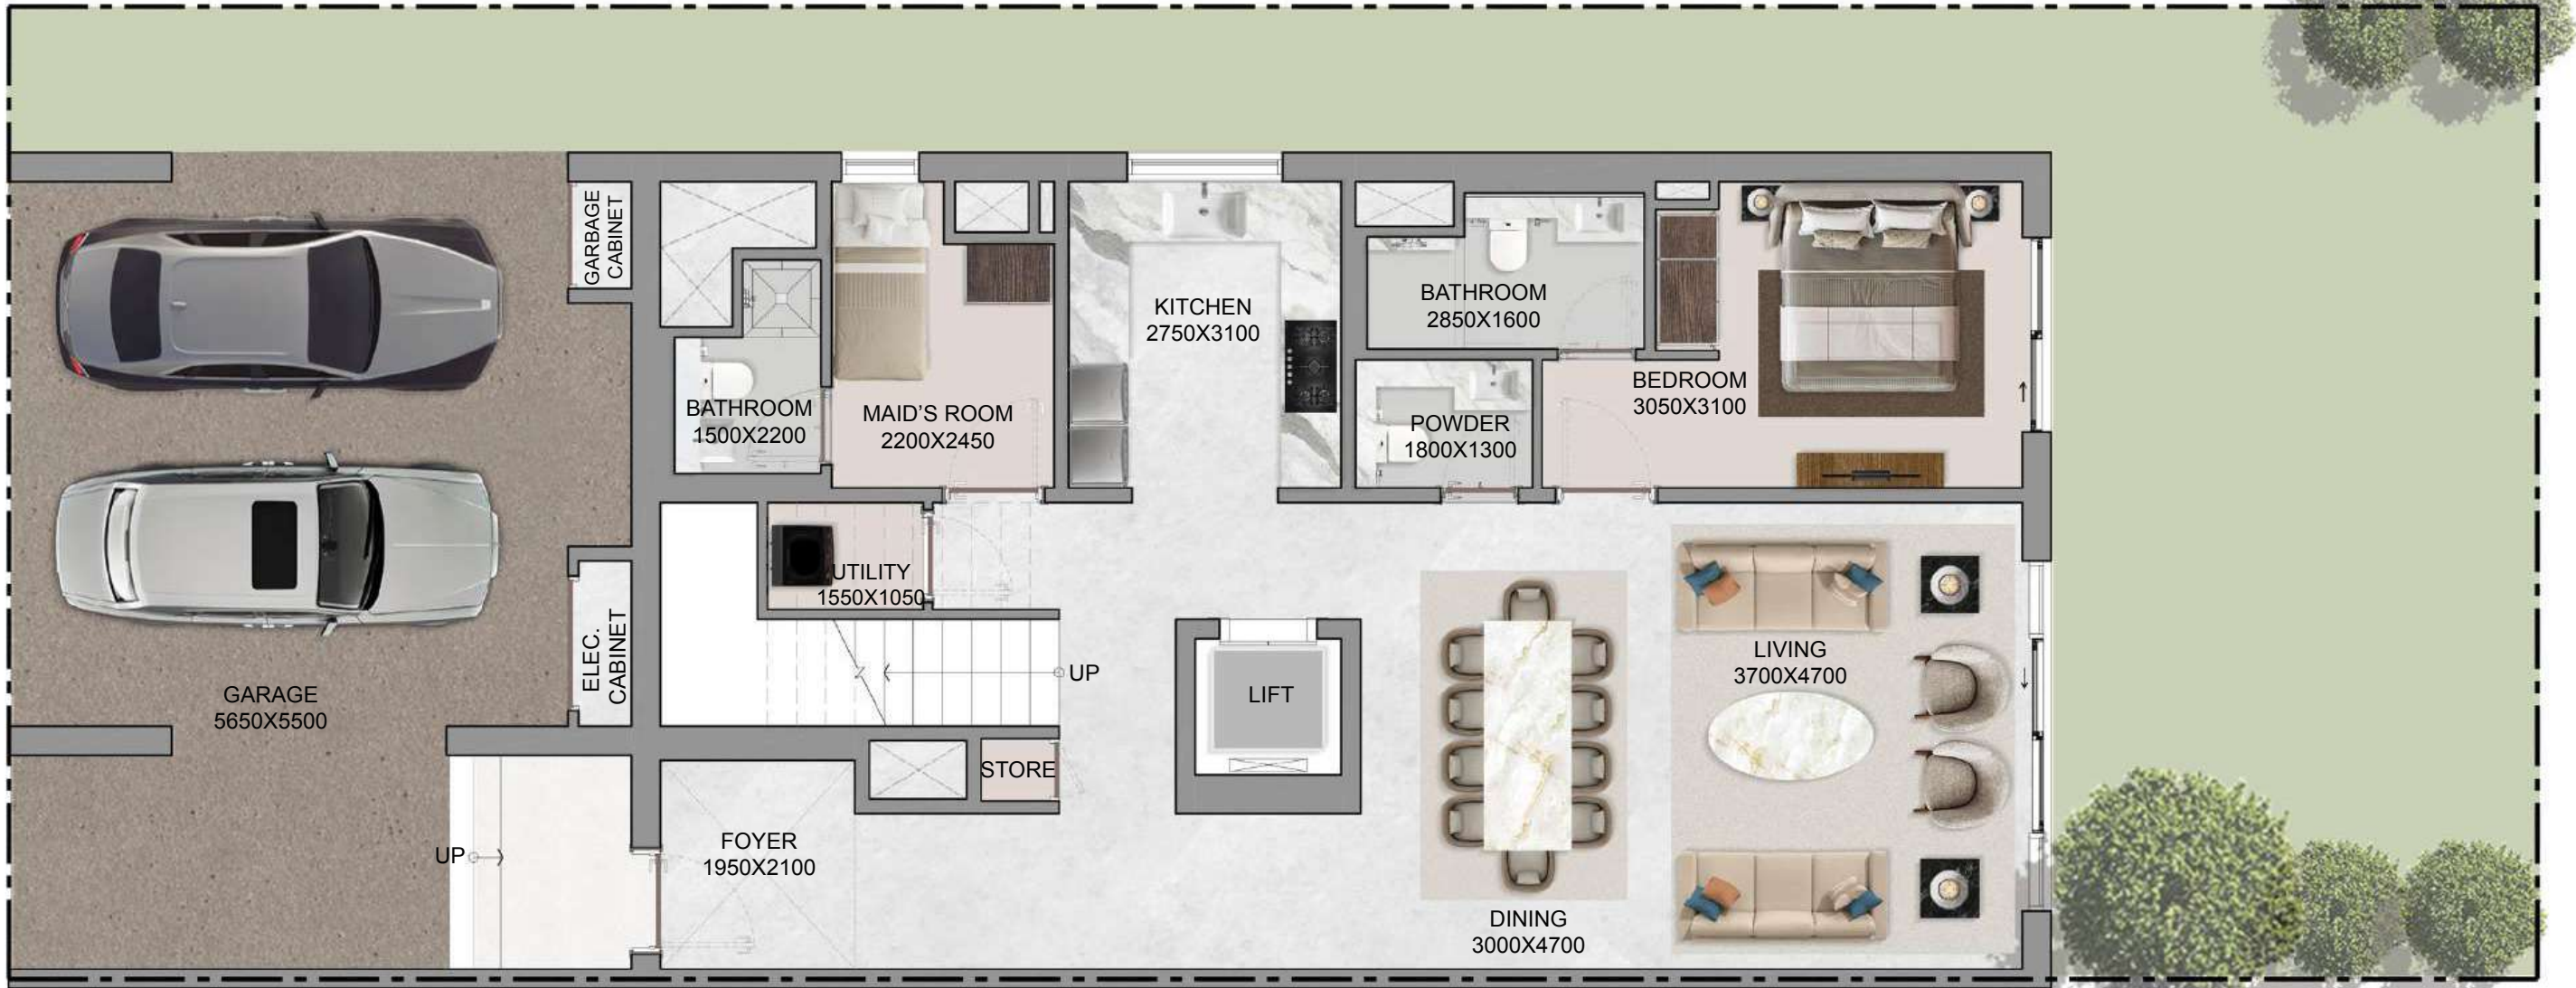 GARBAGE
CABINET
KITCHEN
2750X3100
BATHROOM
2850X1600
BEDROOM
3050X3100
BATHROOM
1500X2200
MAID'S ROOM
2200X2450
POWDER
1800X1300
UTILITY
1550X1050
ELEC.
CABINET
GARAGE
5650X5500
UP
LIFT
LIVING
3700X4700
STORE
FOYER
1950X2100
UP
DINING
3000X4700